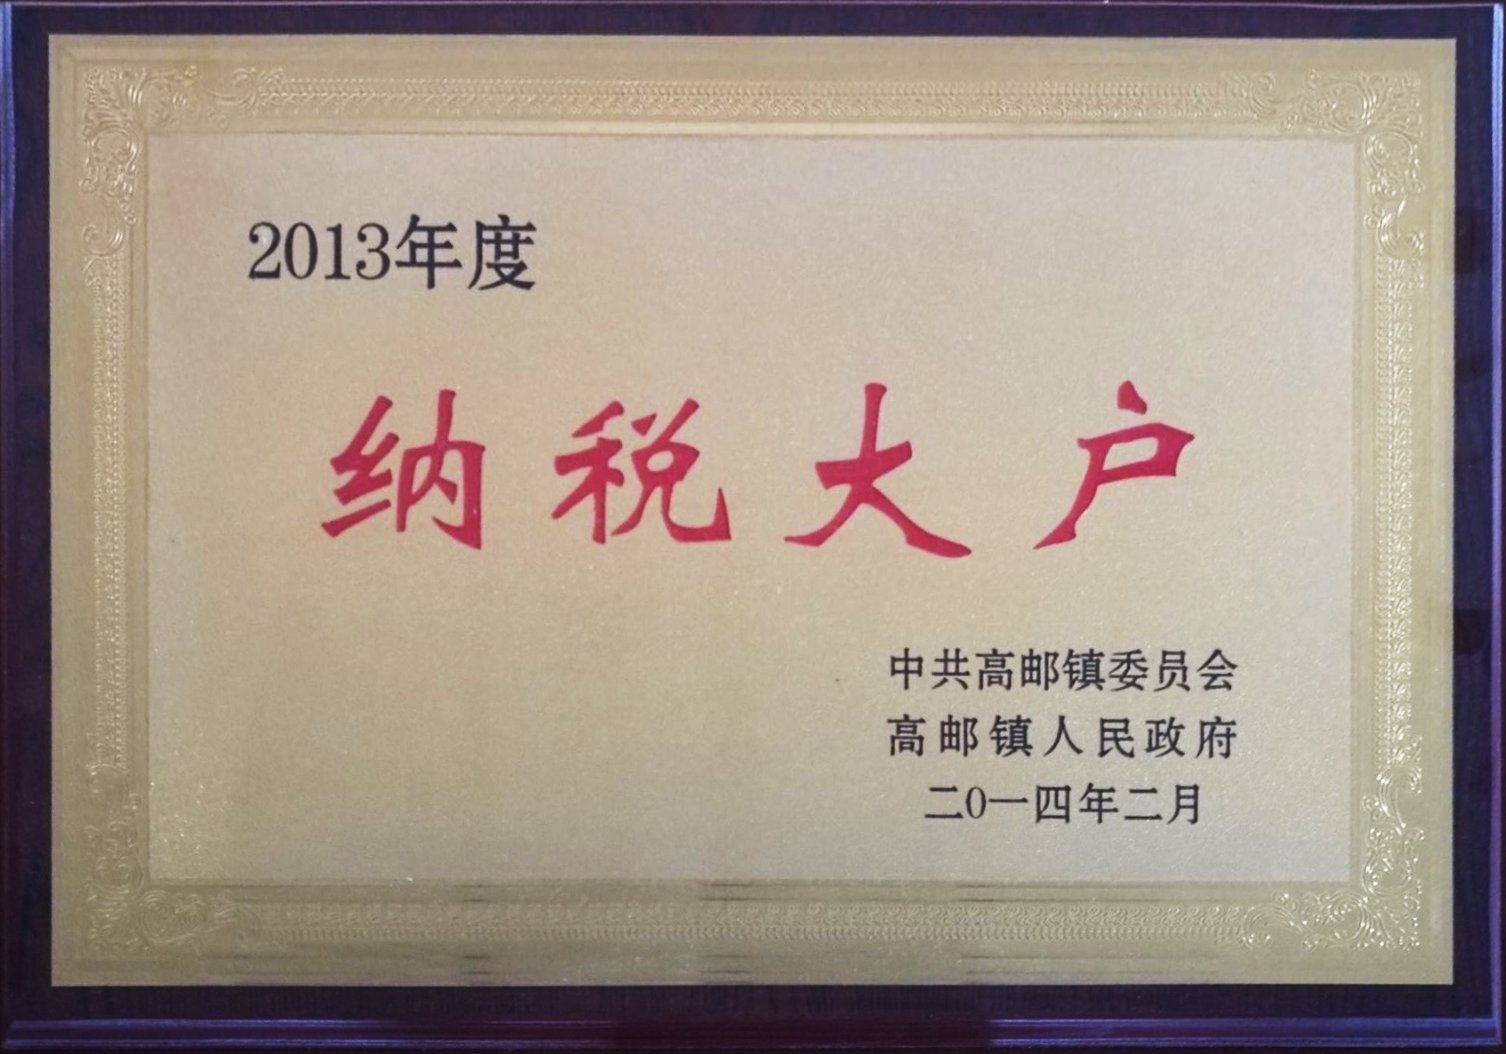 2013年度
纳税大户
中共高邮镇委员会
高邮镇人民政府
二0一四年二月